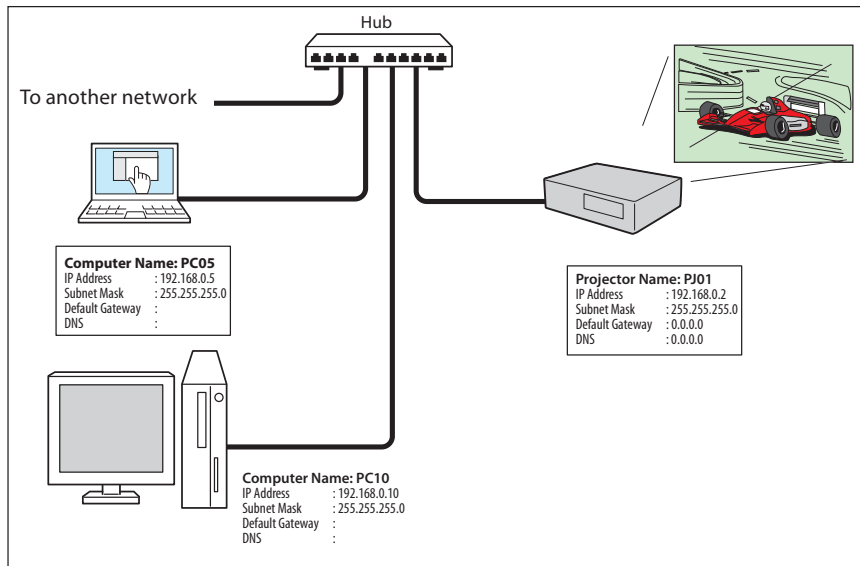 Hub
To another network
Computer Name: PC05
IP Address : 192.168.0.5
Subnet Mask : 255.255.255.0
Default Gateway :
DNS :
Projector Name: PJ01
IP Address : 192.168.0.2
Subnet Mask : 255.255.255.0
Default Gateway : 0.0.0.0
DNS : 0.0.0.0
Computer Name: PC10
IP Address : 192.168.0.10
Subnet Mask : 255.255.255.0
Default Gateway :
DNS :